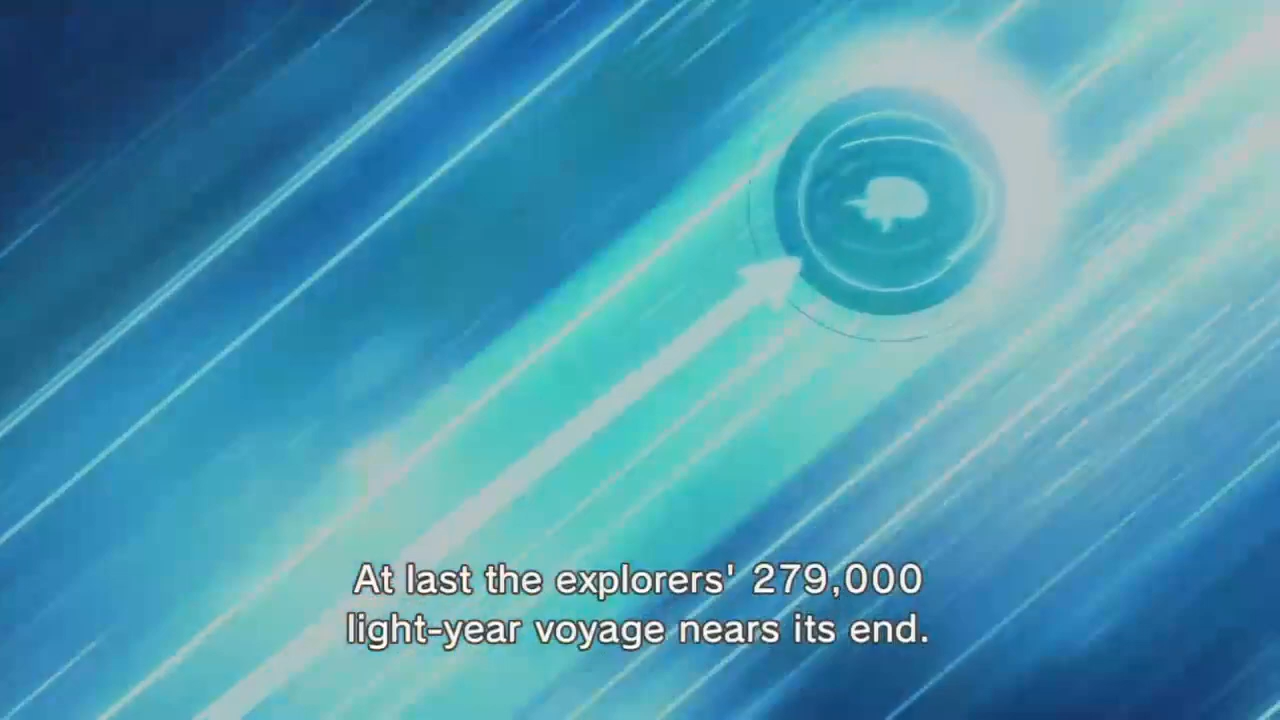 At last the explorers' 279,000
light-year voyage nears its end.